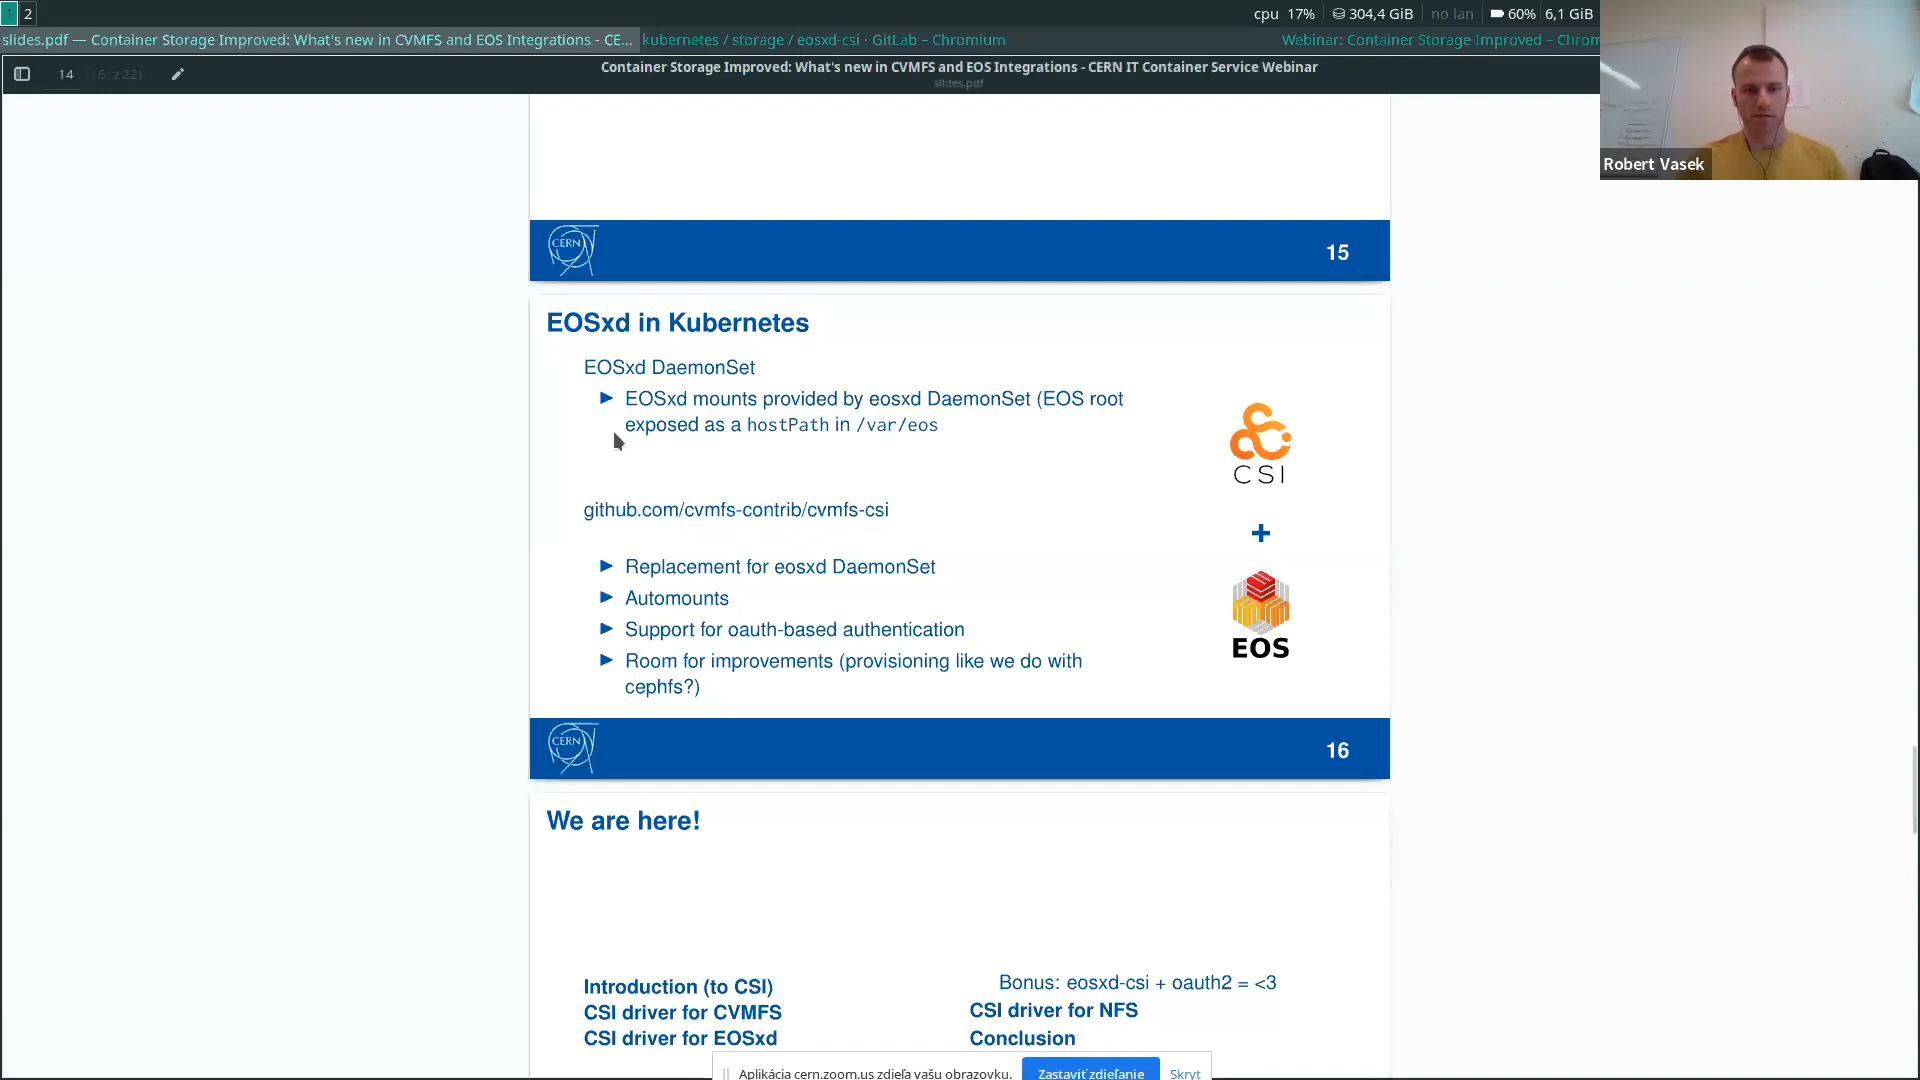 1 2
cpu 17% 304,4 GiB no lan 60% 6,1 GiB
slides.pdf — Container Storage Improved: What's new in CVMFS and EOS Integrations - CE... kubernetes / storage / eosxd-csi · GitLab – Chromium Webinar: Container Storage Improved – Chrom
14 (16, z 22) Container Storage Improved: What's new in CVMFS and EOS Integrations - CERN IT Container Service Webinar
slides.pdf
Robert Vasek
CERN 15
EOSxd in Kubernetes
EOSxd DaemonSet
► EOSxd mounts provided by eosxd DaemonSet (EOS root
exposed as a hostPath in /var/eos
CSI
github.com/cvmfs-contrib/cvmfs-csi
+
► Replacement for eosxd DaemonSet
► Automounts
► Support for oauth-based authentication
EOS
► Room for improvements (provisioning like we do with
cephfs?)
CERN 16
We are here!
Introduction (to CSI)
CSI driver for CVMFS
CSI driver for EOSxd
Bonus: eosxd-csi + oauth2 = <3
CSI driver for NFS
Conclusion
Aplikácia cern.zoom.us zdieľa vašu obrazovku. Zastaviť zdieľanie Skryť